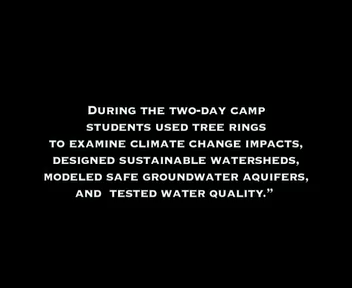 During the two-day camp
students used tree rings
to examine climate change impacts,
designed sustainable watersheds,
modeled safe groundwater aquifers,
and  tested water quality.”